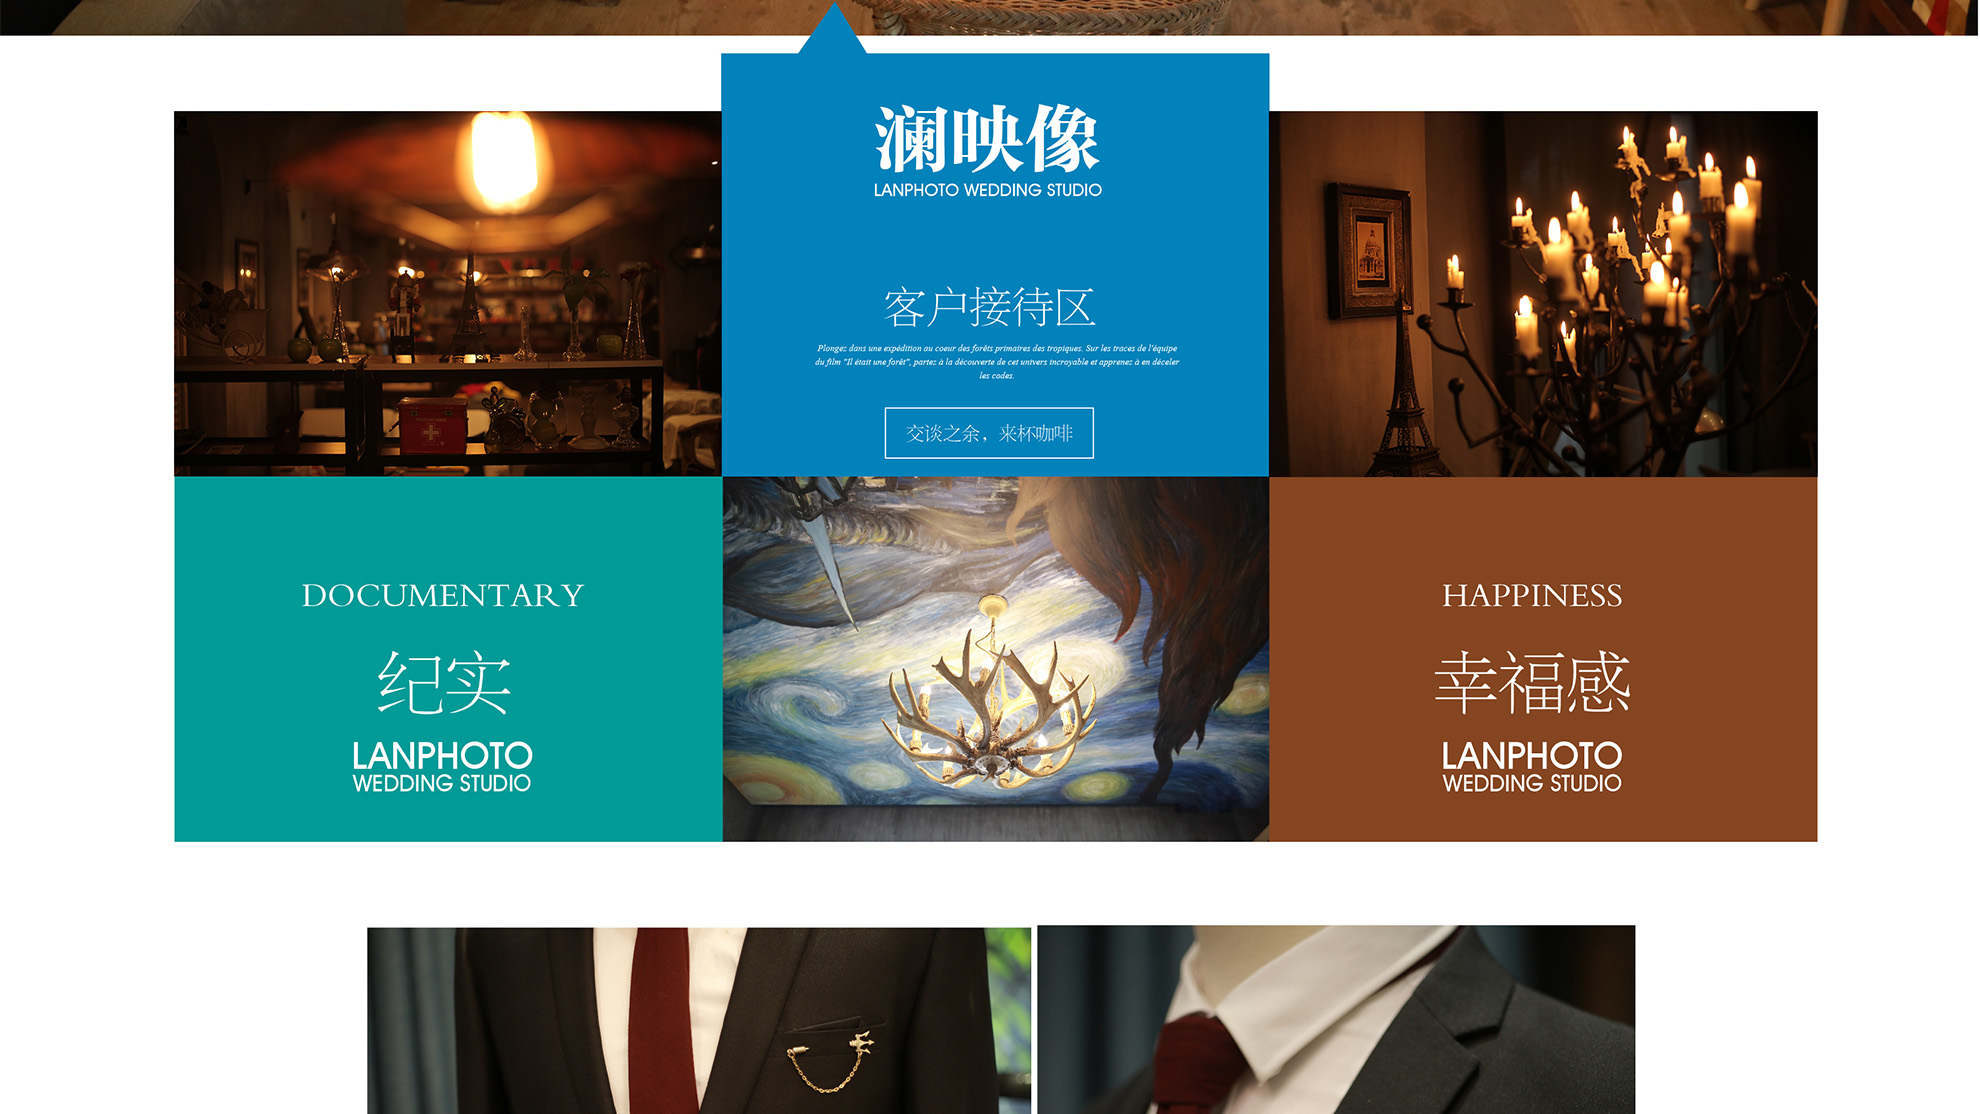 澜映像
LANPHOTO WEDDING STUDIO
客户接待区
Plongez dans une expédition au coeur des forêts primaires des tropiques. Sur les traces de l'équipe
du film "Il était une forêt", partez à la découverte de cet univers incroyable et apprenez à en déceler
les codes.
交谈之余，来杯咖啡
DOCUMENTARY
纪实
LANPHOTO
WEDDING STUDIO
HAPPINESS
幸福感
LANPHOTO
WEDDING STUDIO